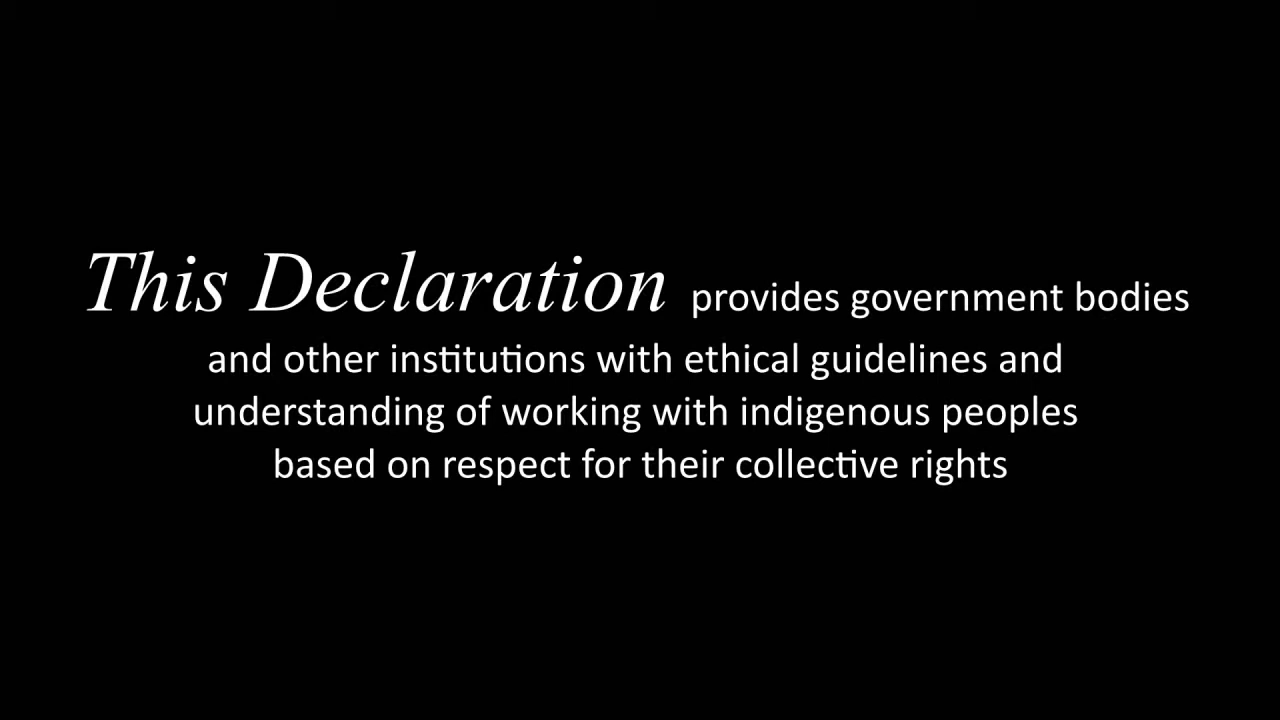 This Declaration provides government bodies
and other institutions with ethical guidelines and
understanding of working with indigenous peoples
based on respect for their collective rights